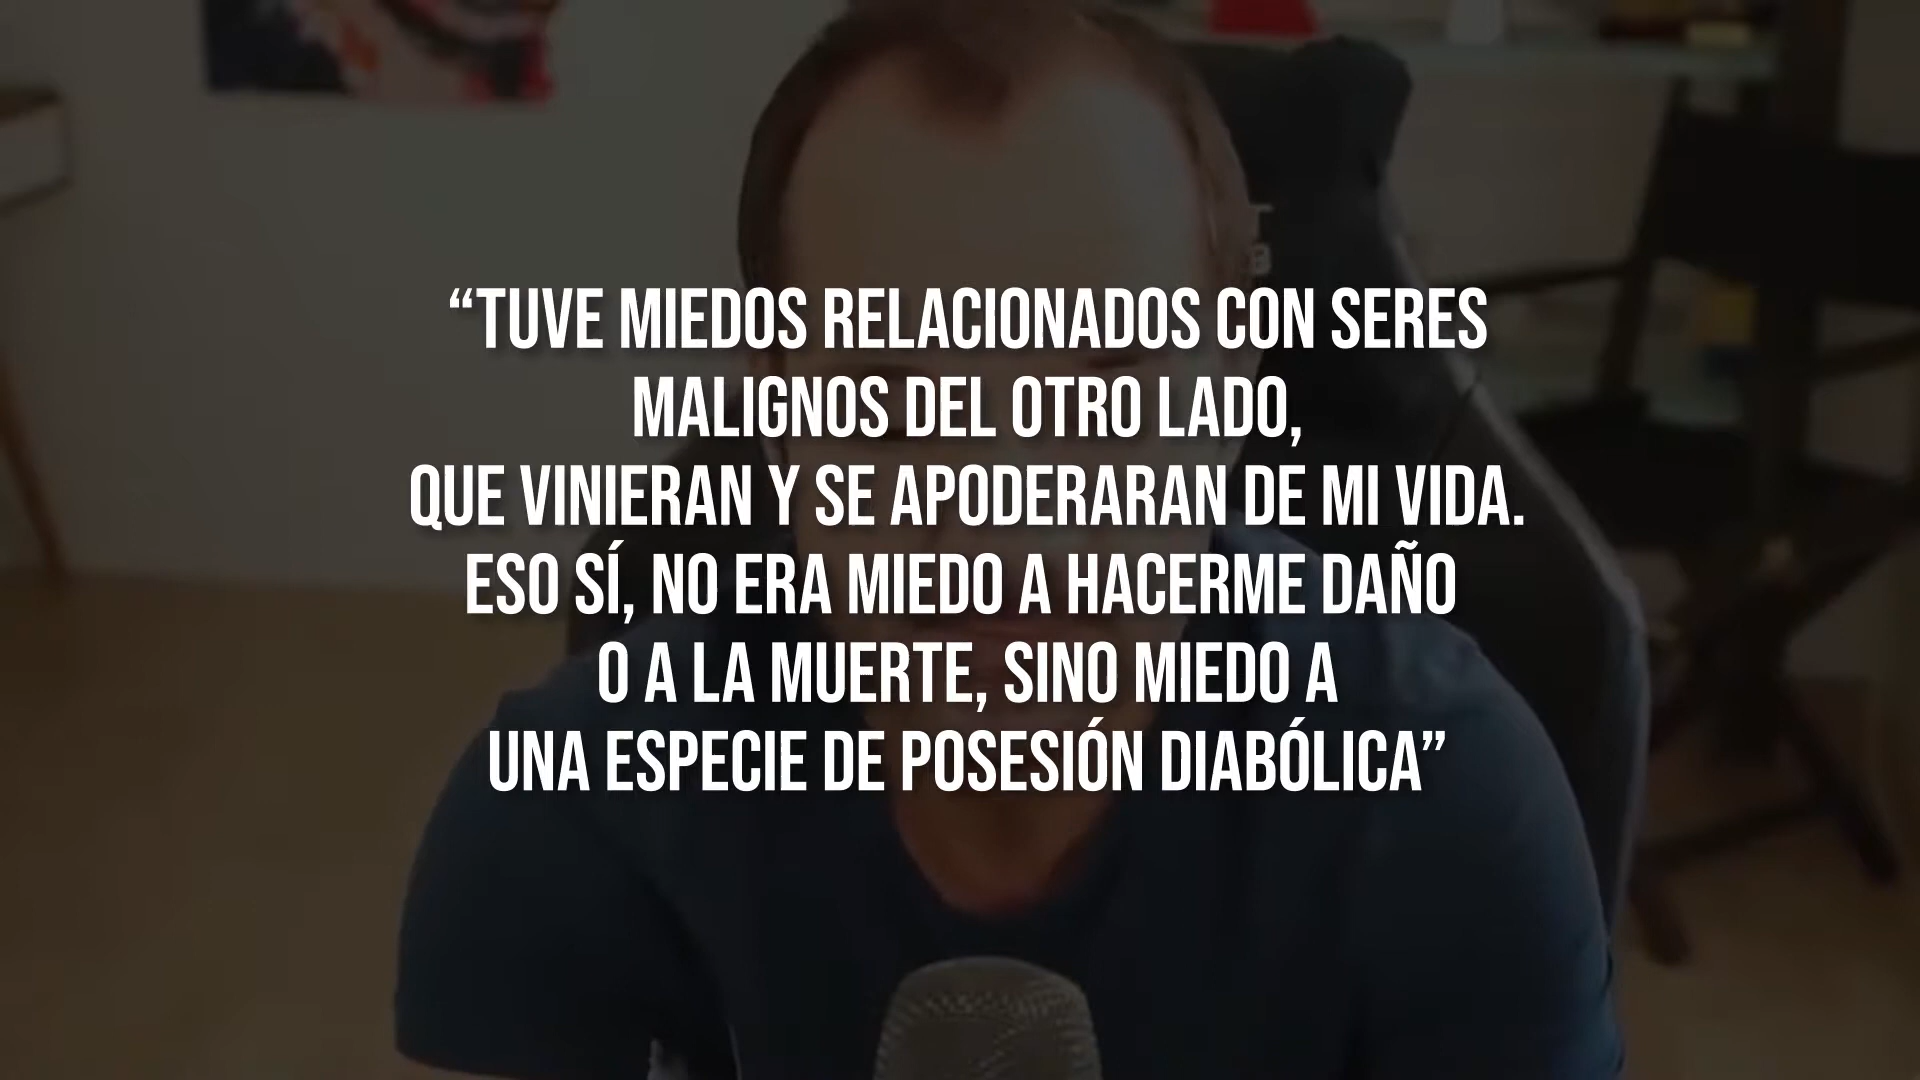 “TUVE MIEDOS RELACIONADOS CON SERES
MALIGNOS DEL OTRO LADO,
QUE VINIERAN Y SE APODERARAN DE MI VIDA.
ESO SÍ, NO ERA MIEDO A HACERME DAÑO
O A LA MUERTE, SINO MIEDO A
UNA ESPECIE DE POSESIÓN DIABÓLICA”